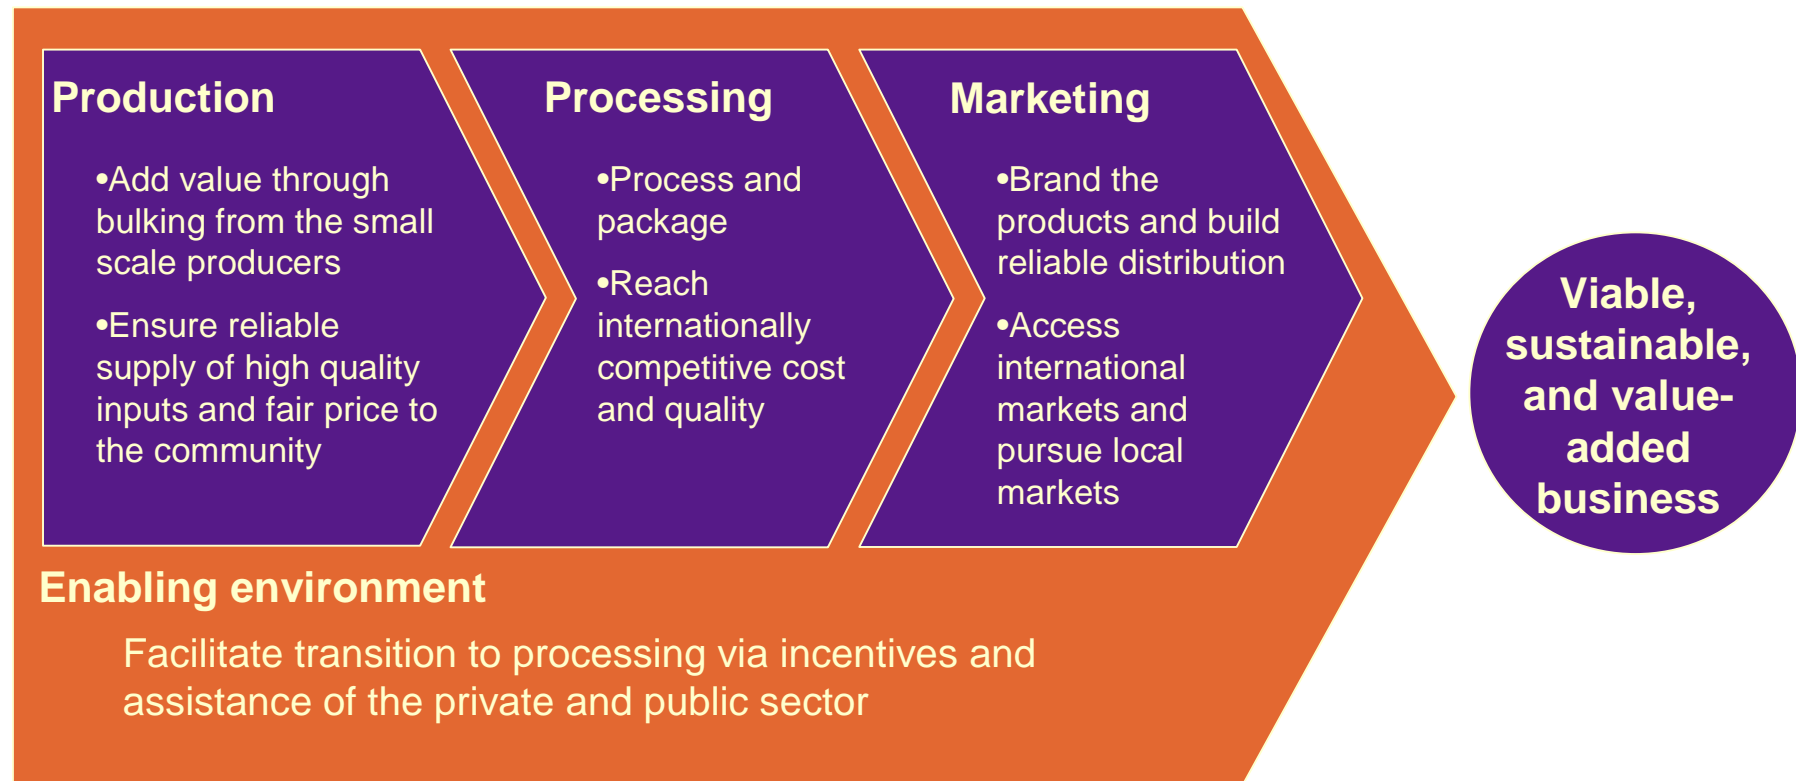 Production
•Add value through
bulking from the small
scale producers
•Ensure reliable
supply of high quality
inputs and fair price to
the community
Processing
•Process and
package
•Reach
internationally
competitive cost
and quality
Marketing
•Brand the
products and build
reliable distribution
•Access
international
markets and
pursue local
markets
Enabling environment
Facilitate transition to processing via incentives and
assistance of the private and public sector
Viable,
sustainable,
and value-
added
business